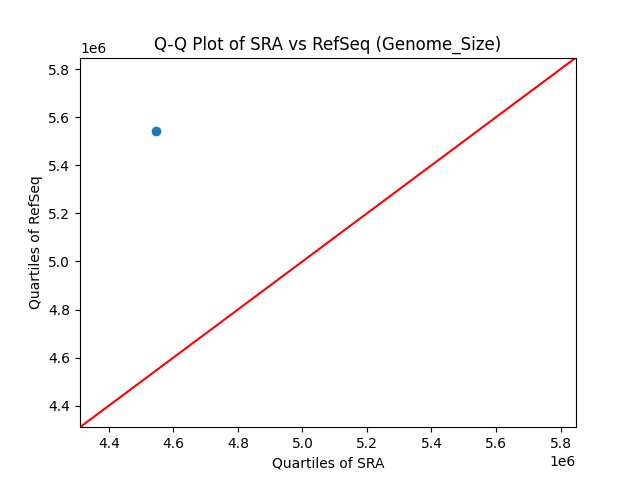 Q-Q Plot of SRA vs RefSeq (Genome_Size)
1e6
5.8
5.6
5.4
5.2
5.0
4.8
4.6
4.4
Quartiles of RefSeq
4.4 4.6 4.8 5.0 5.2 5.4 5.6 5.8
1e6
Quartiles of SRA